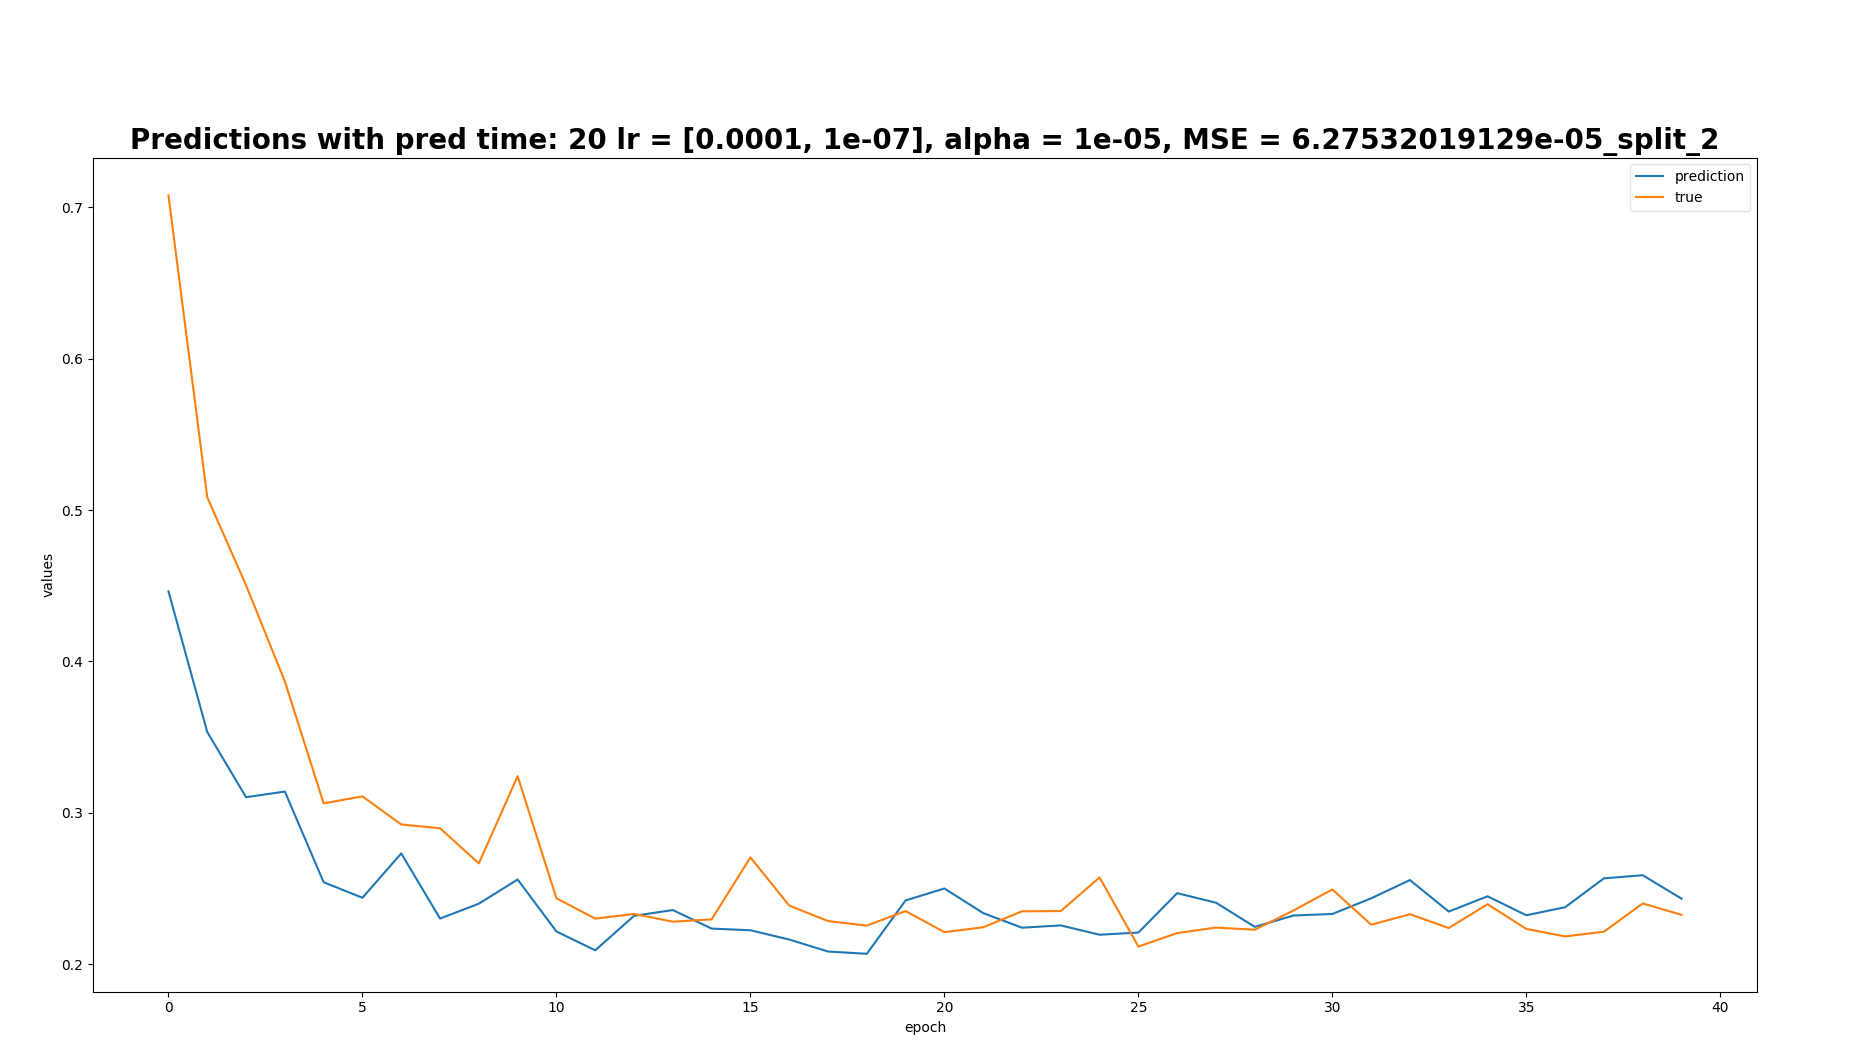 Predictions with pred time: 20 lr = [0.0001, 1e-07], alpha = 1e-05, MSE = 6.27532019129e-05_split_2
prediction
true
0.7
0.6
0.5
0.4
0.3
0.2
values
0 5 10 15 20 25 30 35 40
epoch